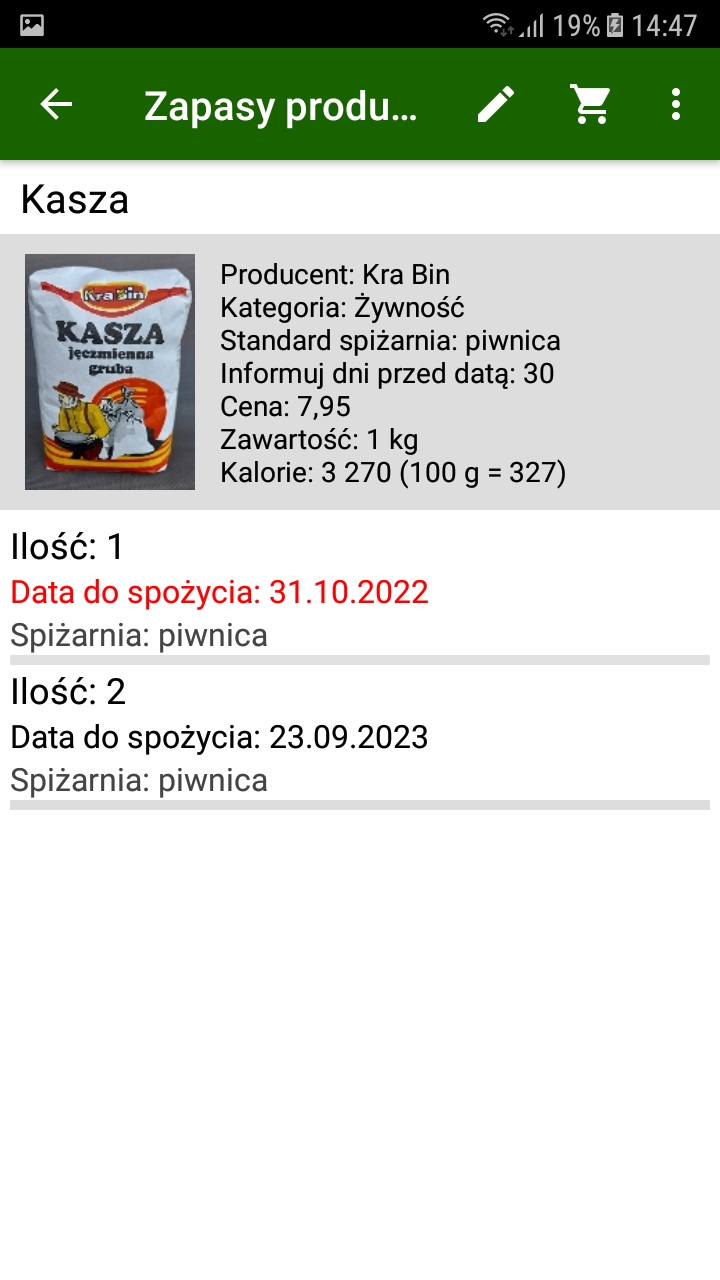 19% 14:47
Zapasy produ...
Kasza
Kra Bin
KASZA
jęczmienna
gruba
Producent: Kra Bin
Kategoria: Żywność
Standard spiżarnia: piwnica
Informuj dni przed datą: 30
Cena: 7,95
Zawartość: 1 kg
Kalorie: 3 270 (100 g = 327)
Ilość: 1
Data do spożycia: 31.10.2022
Spiżarnia: piwnica
Ilość: 2
Data do spożycia: 23.09.2023
Spiżarnia: piwnica